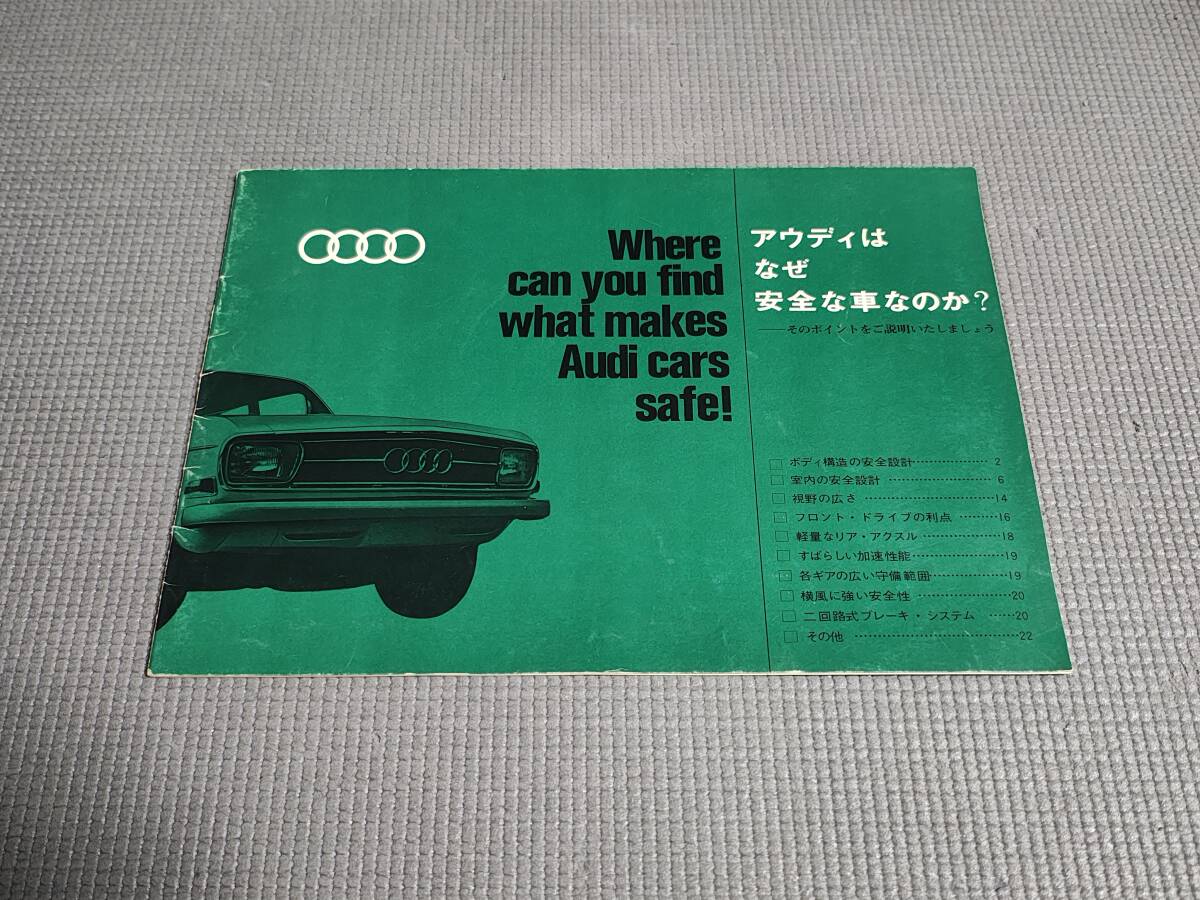 Where
can you find
what makes
Audi cars
safe!
アウディは
なぜ
安全な車なのか?
――そのポイントをご説明いたしましょう
□ ボディ構造の安全設計………………2
□ 室内の安全設計………………6
□ 視野の広さ………………14
□ フロント・ドライブの利点………16
□ 軽量なリア・アクスル………………18
□ すばらしい加速性能………………19
□ 各ギアの広い守備範囲………………19
□ 横風に強い安全性………………20
□ 二回路式ブレーキ・システム……20
□ その他………………22